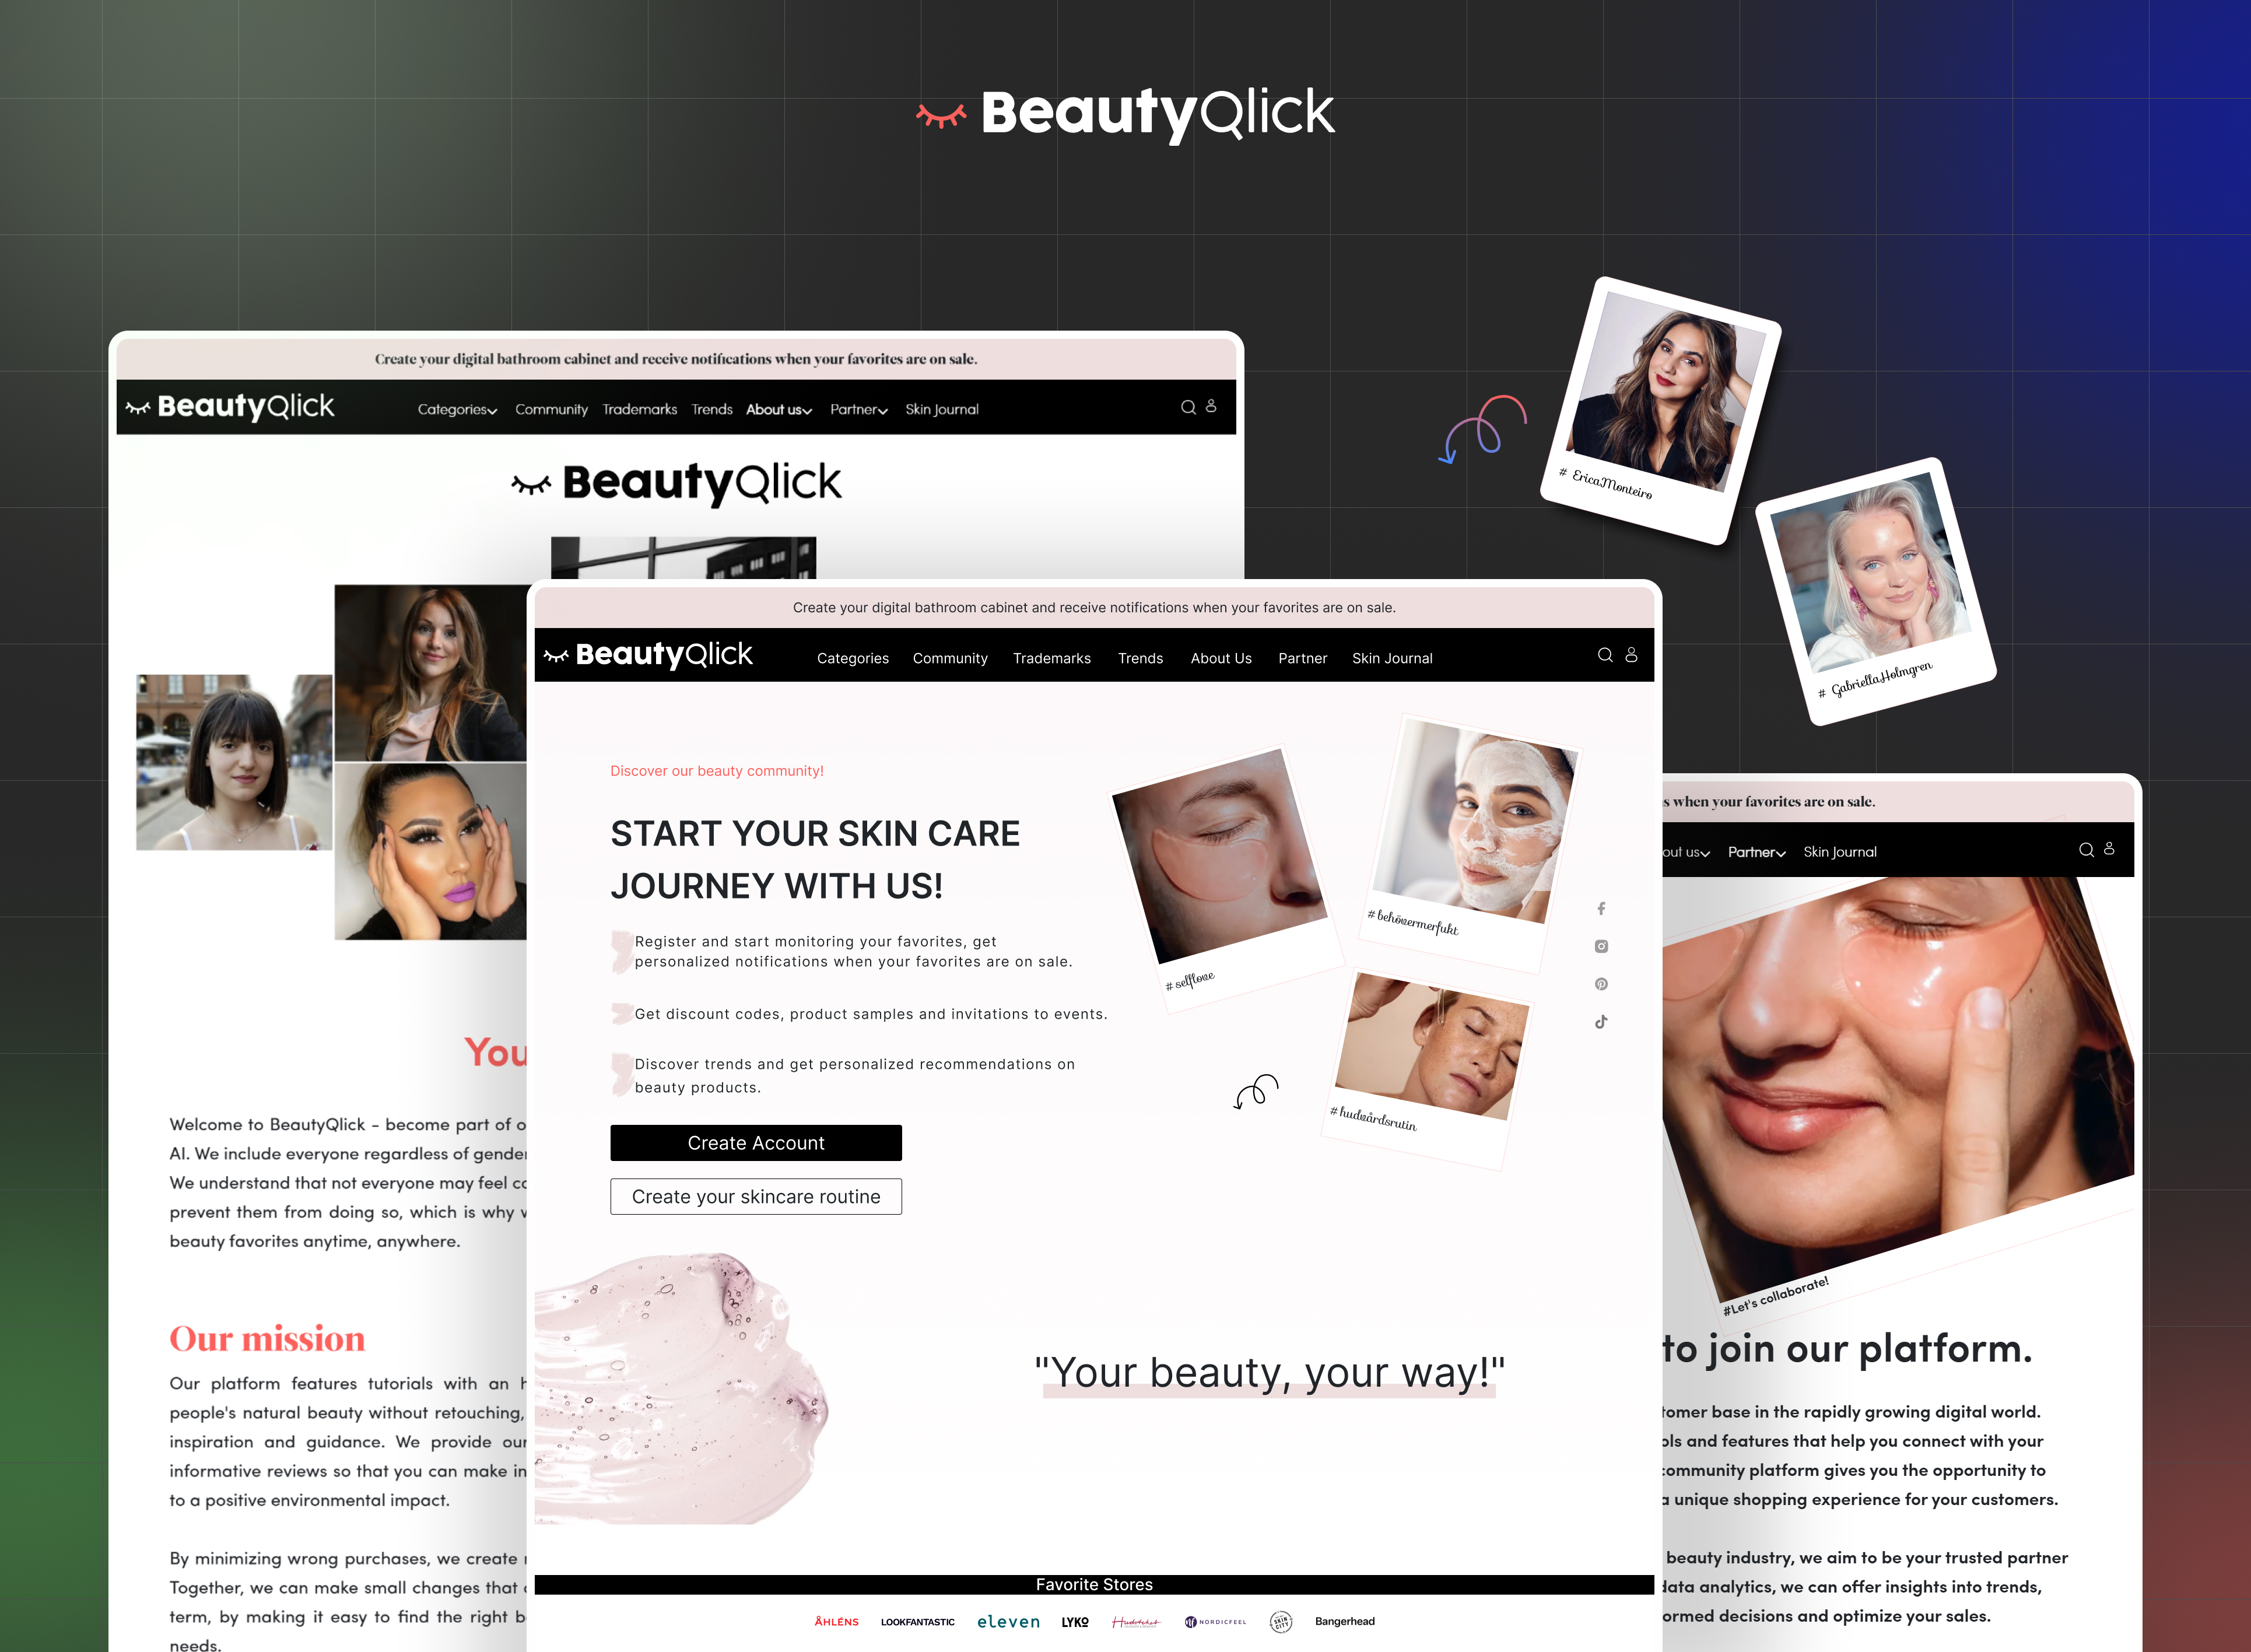 BeautyQlick
Create your digital bathroom cabinet and receive notifications when your favorites are on sale.
BeautyQlick
Categories Community Trademarks Trends About us Partner Skin Journal
BeautyQlick
You
Welcome to BeautyQlick - become part of o
AI. We include everyone regardless of gender
We understand that not everyone may feel co
prevent them from doing so, which is why
beauty favorites anytime, anywhere.
Our mission
Our platform features tutorials with an h
people's natural beauty without retouching,
inspiration and guidance. We provide our
informative reviews so that you can make in
to a positive environmental impact.
By minimizing wrong purchases, we create
Together, we can make small changes that
term, by making it easy to find the right b
needs.
# EricaMonteiro
# GabriellaHolmgren
Create your digital bathroom cabinet and receive notifications when your favorites are on sale.
BeautyQlick
Categories Community Trademarks Trends About Us Partner Skin Journal
Discover our beauty community!
START YOUR SKIN CARE
JOURNEY WITH US!
Register and start monitoring your favorites, get
personalized notifications when your favorites are on sale.
Get discount codes, product samples and invitations to events.
Discover trends and get personalized recommendations on
beauty products.
Create Account
Create your skincare routine
# selflove
# behövermerfukt
# hudvårdsrutin
"Your beauty, your way!"
Favorite Stores
ÅHLÉNS LOOKFANTASTIC eleven LYKO Hudoteket NORDICFEEL SKIN CITY Bangerhead
s when your favorites are on sale.
out us Partner Skin Journal
#Let's collaborate!
to join our platform.
tomer base in the rapidly growing digital world.
ols and features that help you connect with your
community platform gives you the opportunity to
a unique shopping experience for your customers.
beauty industry, we aim to be your trusted partner
data analytics, we can offer insights into trends,
ormed decisions and optimize your sales.